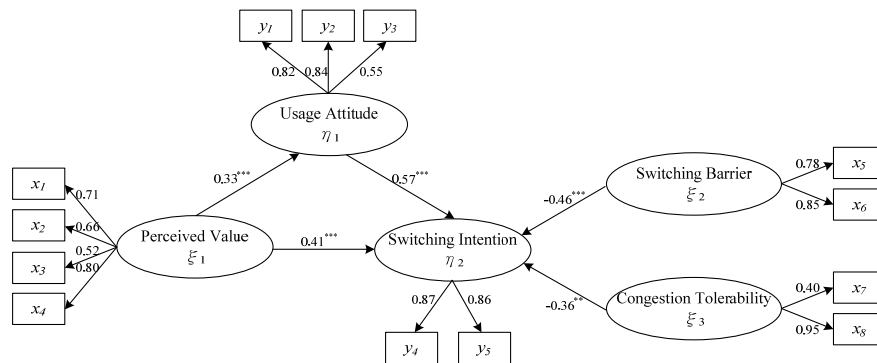 y₁ y₂ y₃
0.82 0.84 0.55
Usage Attitude
η₁
0.33***
0.57***
x₁
x₂
x₃
x₄
0.71
0.66
0.52
0.80
Perceived Value
ξ₁
0.41***
Switching Intention
η₂
0.87 0.86
y₄ y₅
-0.46***
-0.36**
Switching Barrier
ξ₂
0.78
0.85
x₅
x₆
Congestion Tolerability
ξ₃
0.40
0.95
x₇
x₈